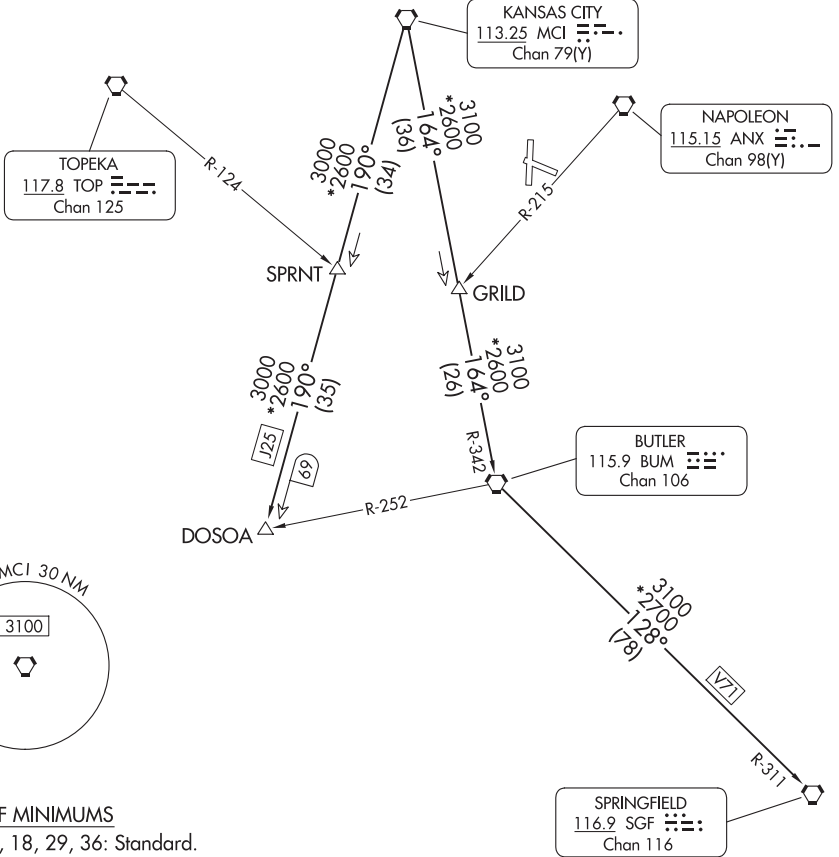 KANSAS CITY
113.25 MCI
Chan 79(Y)
NAPOLEON
115.15 ANX
Chan 98(Y)
TOPEKA
117.8 TOP
Chan 125
R-124
3000
*2600
190°
(34)
3100
*2600
164°
(36)
R-215
SPRNT
GRILD
3000
*2600
190°
(35)
3100
*2600
164°
(26)
J25
69
R-342
BUTLER
115.9 BUM
Chan 106
R-252
DOSOA
MCI 30 NM
3100
3100
*2700
128°
(78)
V71
R-311
SPRINGFIELD
116.9 SGF
Chan 116
F MINIMUMS
, 18, 29, 36: Standard.